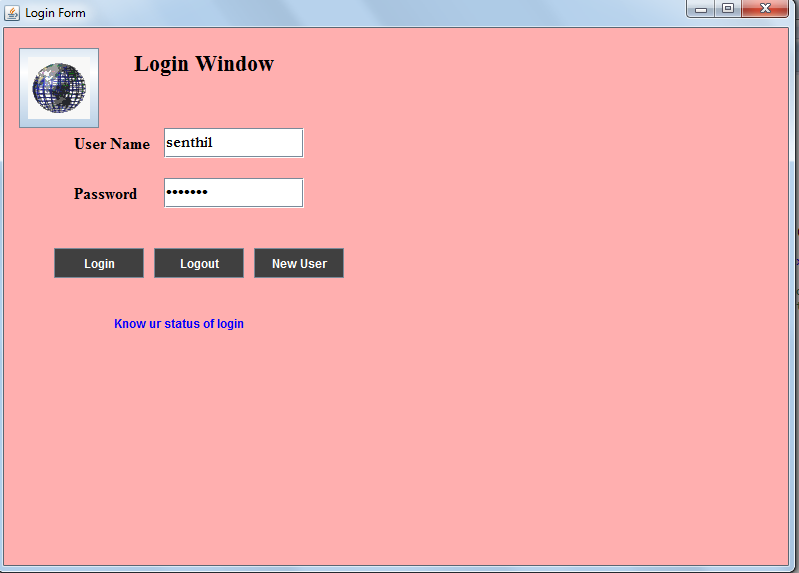 Login Form
Login Window
User Name senthil
Password •••••••
Login Logout New User
Know ur status of login